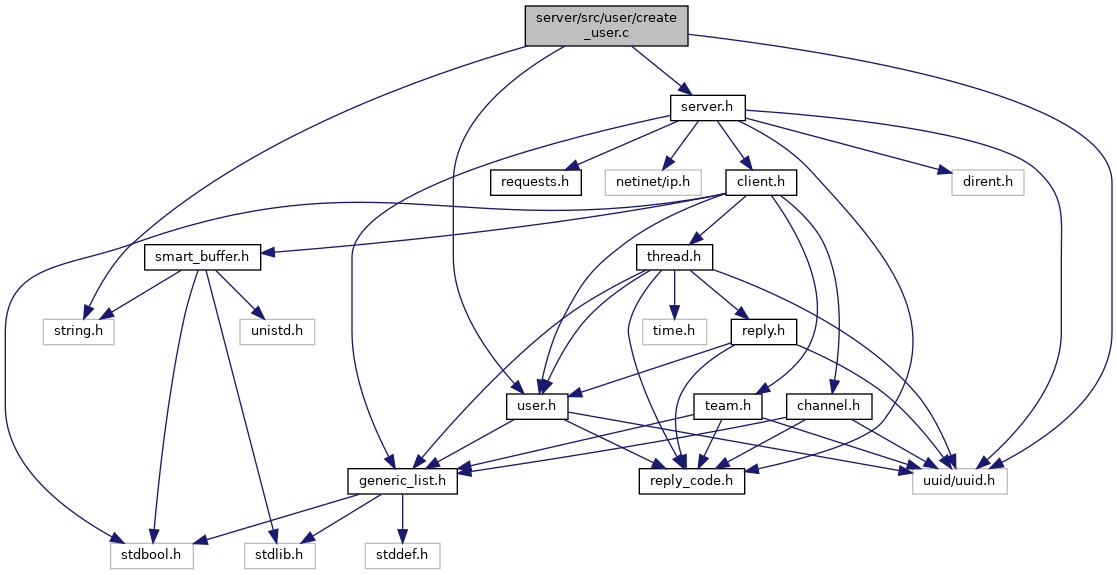 server/src/user/create
_user.c
server.h
requests.h
netinet/ip.h
client.h
dirent.h
smart_buffer.h
thread.h
string.h
unistd.h
time.h
reply.h
user.h
team.h
channel.h
generic_list.h
reply_code.h
uuid/uuid.h
stdbool.h
stdlib.h
stddef.h